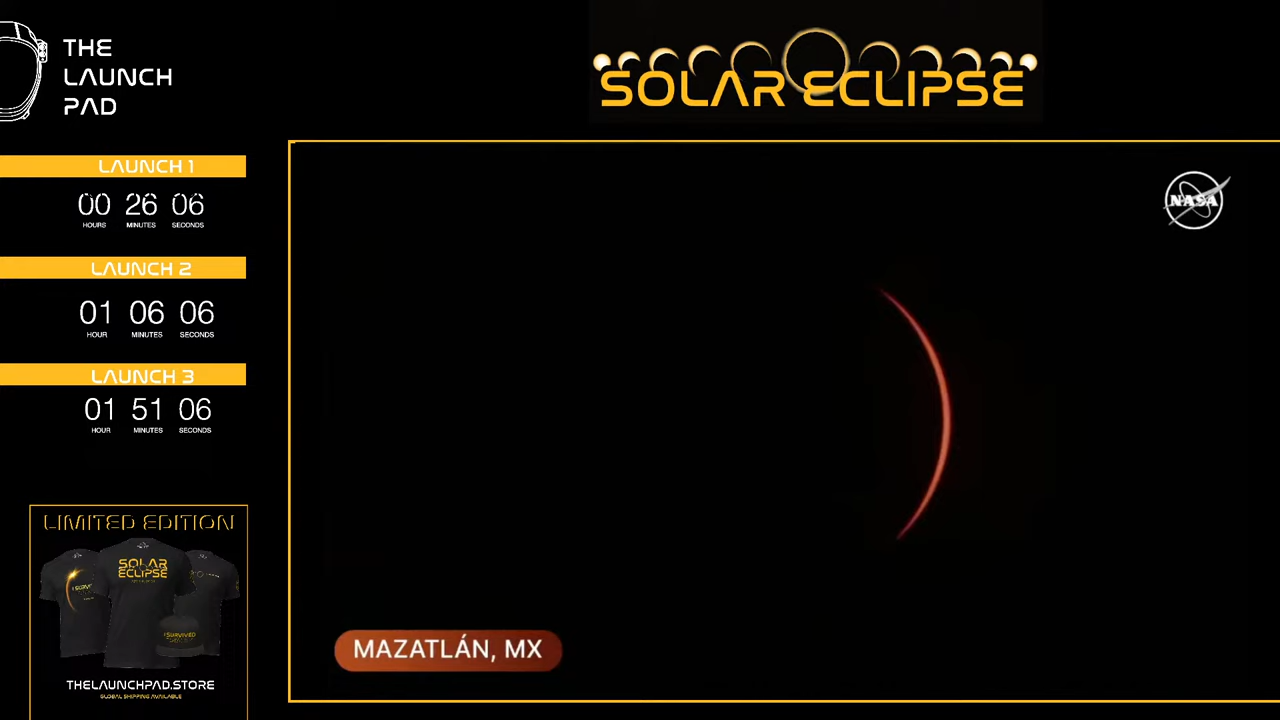 THE
LAUNCH
PAD
SOLAR ECLIPSE
LAUNCH 1
00 26 06
HOURS MINUTES SECONDS
LAUNCH 2
01 06 06
HOUR MINUTES SECONDS
LAUNCH 3
01 51 06
HOUR MINUTES SECONDS
LIMITED EDITION
SOLAR
ECLIPSE
I SURVIVED
THELAUNCHPAD.STORE
GLOBAL SHIPPING AVAILABLE
NASA
MAZATLÁN, MX